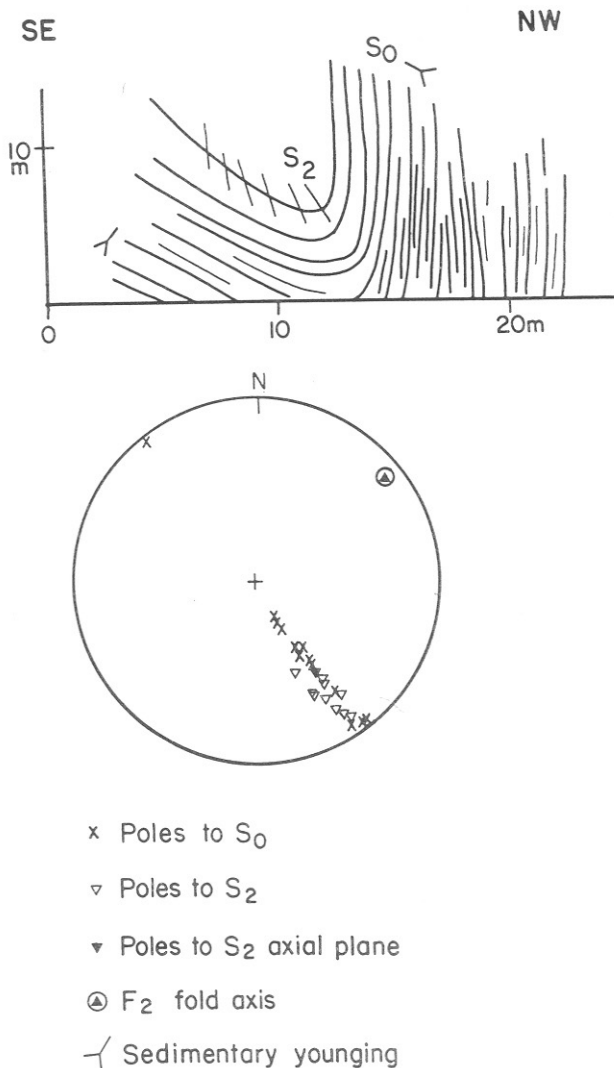 SE NW
S₀
10
m
S₂
0 10 20m
N
x Poles to S₀
▽ Poles to S₂
▼ Poles to S₂ axial plane
F₂ fold axis
Sedimentary younging